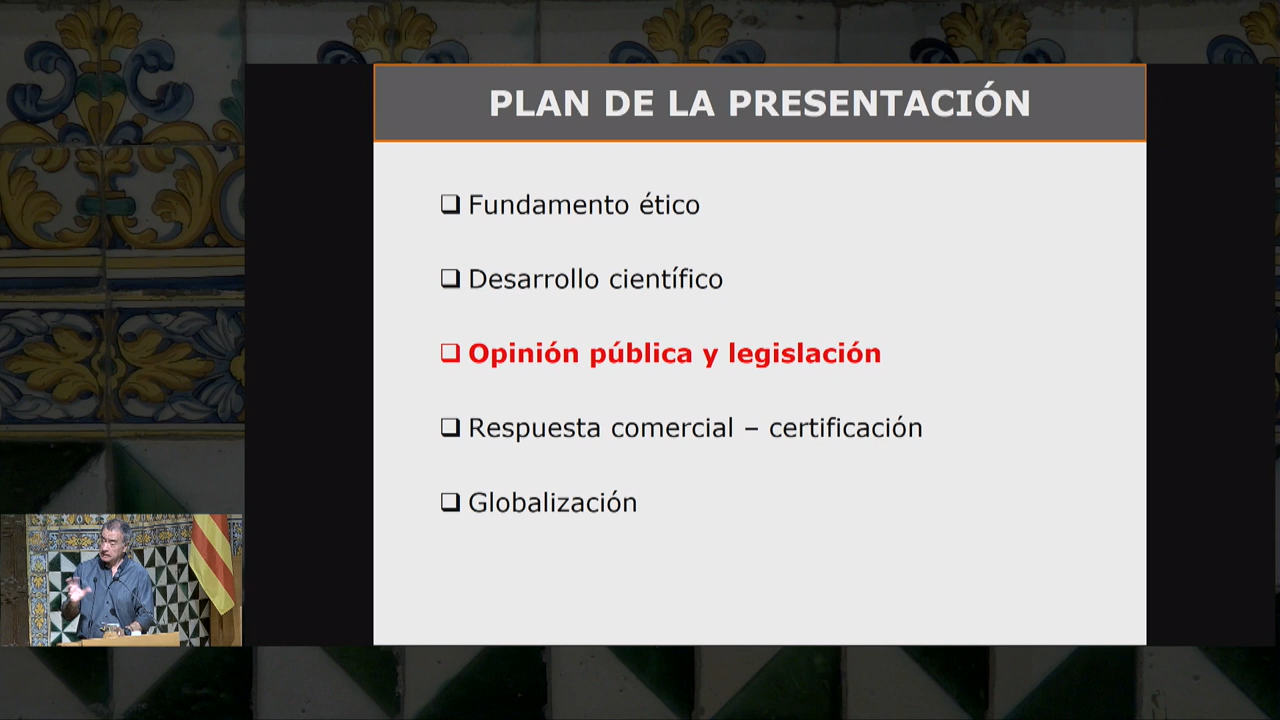 PLAN DE LA PRESENTACIÓN
❑ Fundamento ético
❑ Desarrollo científico
❑ Opinión pública y legislación
❑ Respuesta comercial – certificación
❑ Globalización